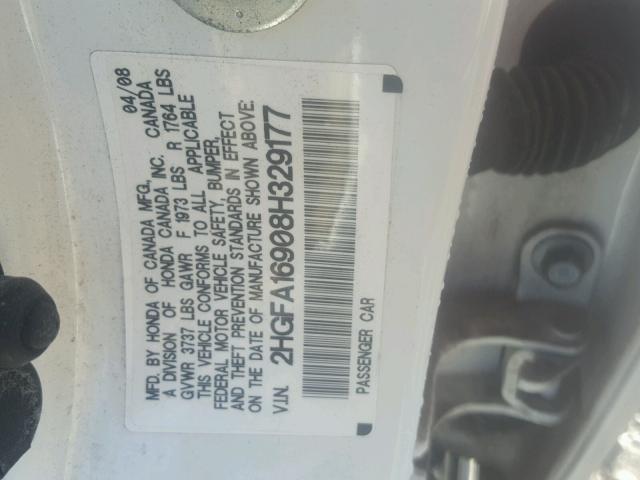 MFD. BY HONDA OF CANADA MFG., 04/08
A DIVISION OF HONDA CANADA INC. CANADA
GVWR 3737 LBS GAWR F 1973 LBS R 1764 LBS
THIS VEHICLE CONFORMS TO ALL APPLICABLE
FEDERAL MOTOR VEHICLE SAFETY, BUMPER,
AND THEFT PREVENTION STANDARDS IN EFFECT
ON THE DATE OF MANUFACTURE SHOWN ABOVE.
V.I.N. 2HGFA16908H329177
PASSENGER CAR